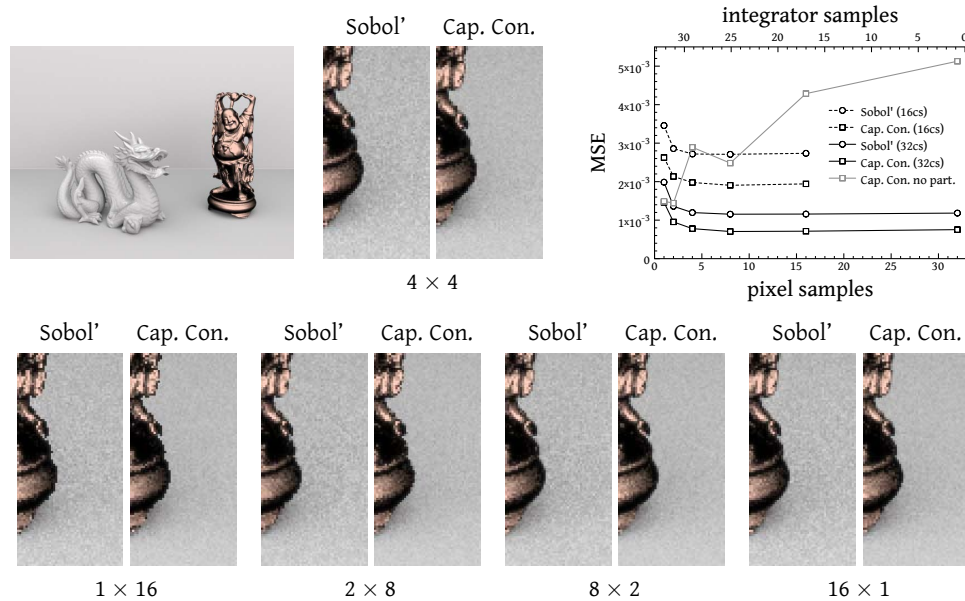 Sobol' Cap. Con.
4 × 4
integrator samples
30 25 20 15 10 5 0
MSE
5×10⁻³
4×10⁻³
3×10⁻³
2×10⁻³
1×10⁻³
0
Sobol' (16cs)
Cap. Con. (16cs)
Sobol' (32cs)
Cap. Con. (32cs)
Cap. Con. no part.
0 5 10 15 20 25 30
pixel samples
Sobol' Cap. Con. Sobol' Cap. Con. Sobol' Cap. Con. Sobol' Cap. Con.
1 × 16 2 × 8 8 × 2 16 × 1